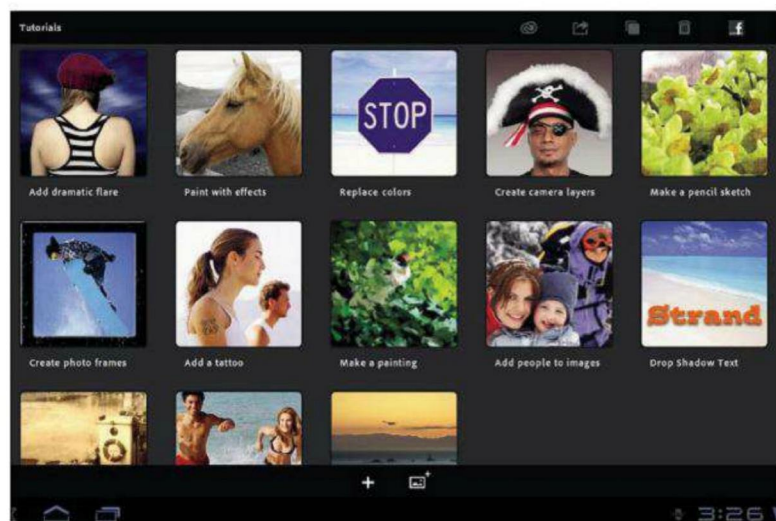 Tutorials
f
STOP
Add dramatic flare
Paint with effects
Replace colors
Create camera layers
Make a pencil sketch
Strand
Create photo frames
Add a tattoo
Make a painting
Add people to images
Drop Shadow Text
3:26